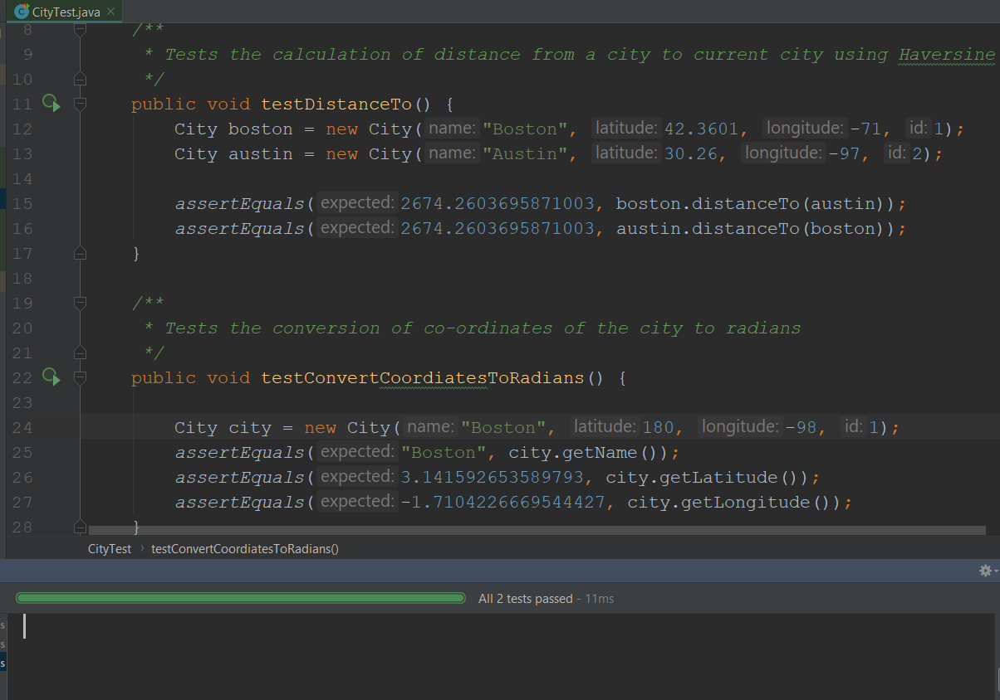 CityTest.java
8 /**
9 * Tests the calculation of distance from a city to current city using Haversine
10 */
11 public void testDistanceTo() {
12 City boston = new City( name: "Boston", latitude: 42.3601, longitude: -71, id: 1);
13 City austin = new City( name: "Austin", latitude: 30.26, longitude: -97, id: 2);
14
15 assertEquals( expected: 2674.2603695871003, boston.distanceTo(austin));
16 assertEquals( expected: 2674.2603695871003, austin.distanceTo(boston));
17 }
18
19 /**
20 * Tests the conversion of co-ordinates of the city to radians
21 */
22 public void testConvertCoordiatesToRadians() {
23
24 City city = new City( name: "Boston", latitude: 180, longitude: -98, id: 1);
25 assertEquals( expected: "Boston", city.getName());
26 assertEquals( expected: 3.141592653589793, city.getLatitude());
27 assertEquals( expected: -1.7104226669544427, city.getLongitude());
28 }
CityTest › testConvertCoordiatesToRadians()
All 2 tests passed - 11ms
s
s
s